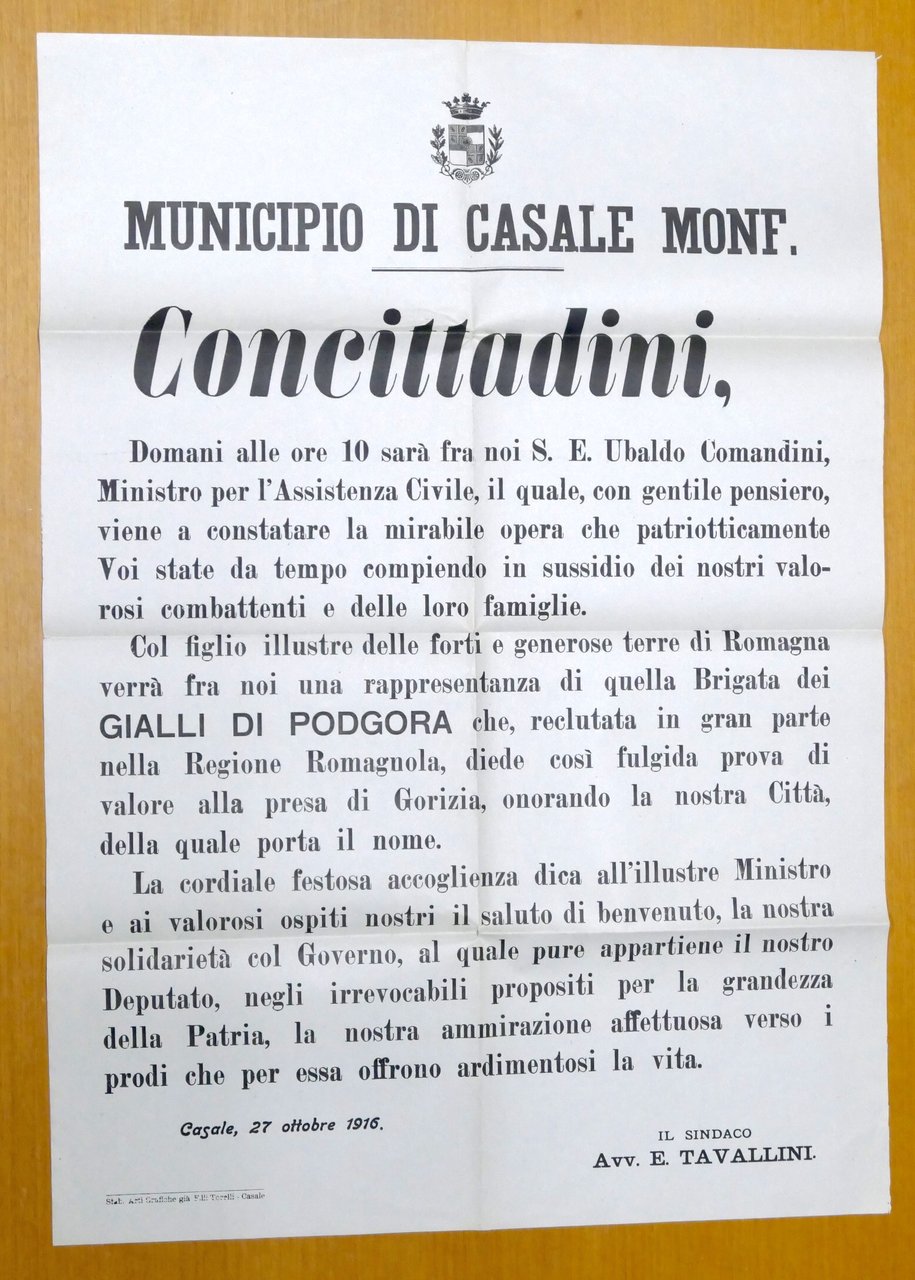 MUNICIPIO DI CASALE MONF.
Concittadini,
Domani alle ore 10 sarà fra noi S. E. Ubaldo Comandini,
Ministro per l'Assistenza Civile, il quale, con gentile pensiero,
viene a constatare la mirabile opera che patriotticamente
Voi state da tempo compiendo in sussidio dei nostri valo-
rosi combattenti e delle loro famiglie.
Col figlio illustre delle forti e generose terre di Romagna
verrà fra noi una rappresentanza di quella Brigata dei
GIALLI DI PODGORA che, reclutata in gran parte
nella Regione Romagnola, diede così fulgida prova di
valore alla presa di Gorizia, onorando la nostra Città,
della quale porta il nome.
La cordiale festosa accoglienza dica all'illustre Ministro
e ai valorosi ospiti nostri il saluto di benvenuto, la nostra
solidarietà col Governo, al quale pure appartiene il nostro
Deputato, negli irrevocabili propositi per la grandezza
della Patria, la nostra ammirazione affettuosa verso i
prodi che per essa offrono ardimentosi la vita.
Casale, 27 ottobre 1916.
IL SINDACO
Avv. E. TAVALLINI.
Stab. Arti Grafiche già F.lli Torelli - Casale